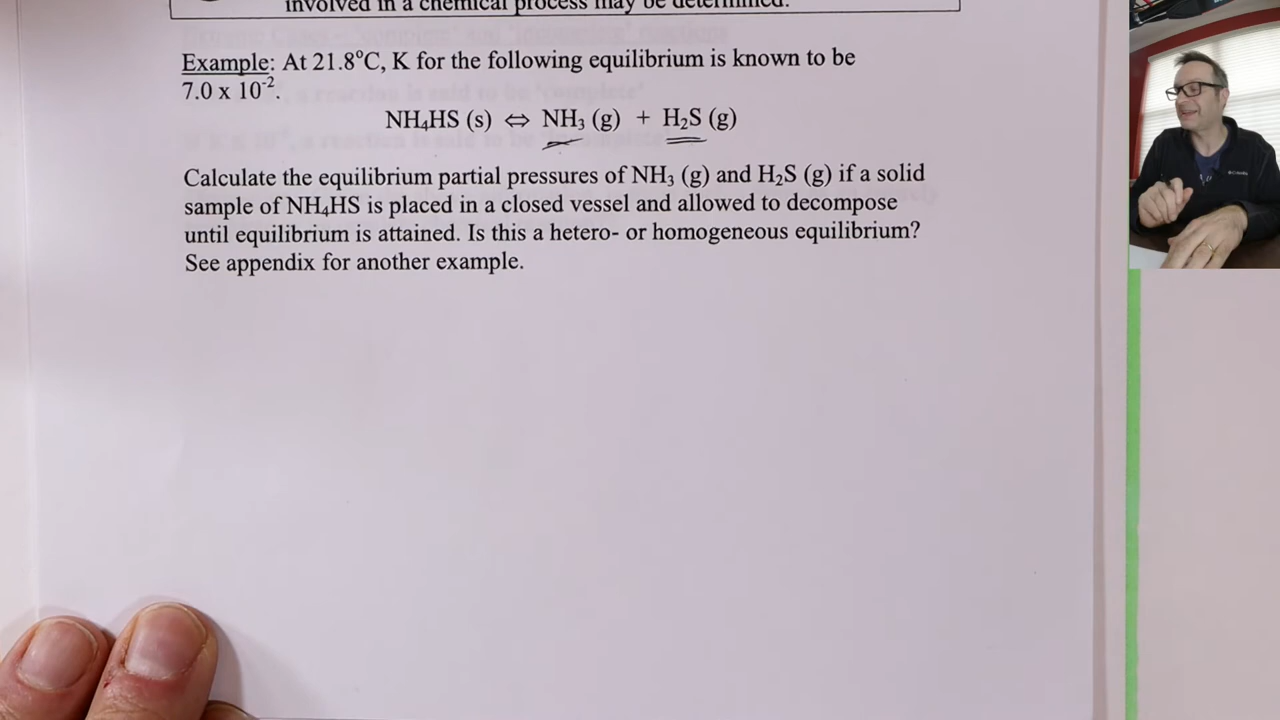 involved in a chemical process may be determined.
Example: At 21.8°C, K for the following equilibrium is known to be
7.0 x 10⁻².
NH₄HS (s) ⇔ NH₃ (g) + H₂S (g)
Calculate the equilibrium partial pressures of NH₃ (g) and H₂S (g) if a solid
sample of NH₄HS is placed in a closed vessel and allowed to decompose
until equilibrium is attained. Is this a hetero- or homogeneous equilibrium?
See appendix for another example.